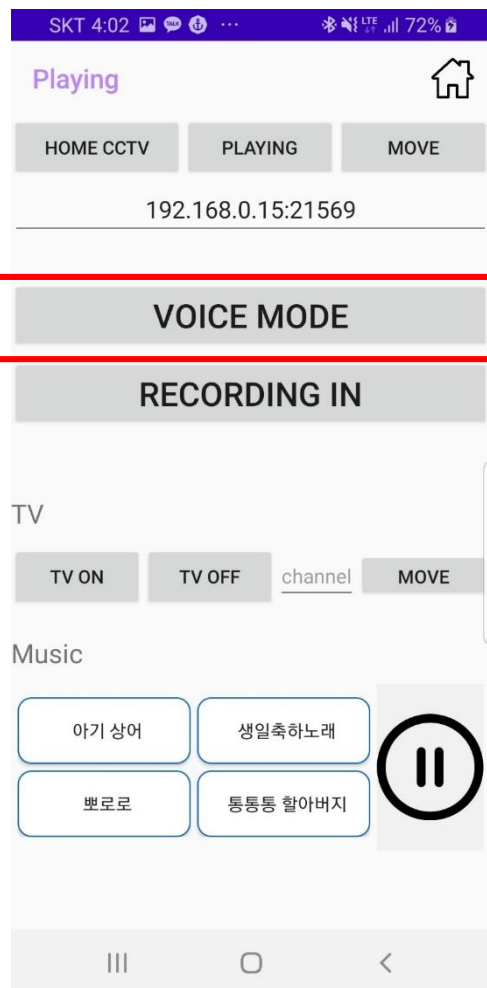 SKT 4:02 TALK ... LTE 72%
Playing
HOME CCTV PLAYING MOVE
192.168.0.15:21569
VOICE MODE
RECORDING IN
TV
TV ON TV OFF channel MOVE
Music
아기 상어 생일축하노래
뽀로로 통통통 할아버지